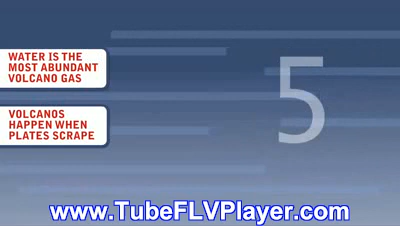 WATER IS THE
MOST ABUNDANT
VOLCANO GAS
5
VOLCANOS
HAPPEN WHEN
PLATES SCRAPE
www.TubeFLVPlayer.com